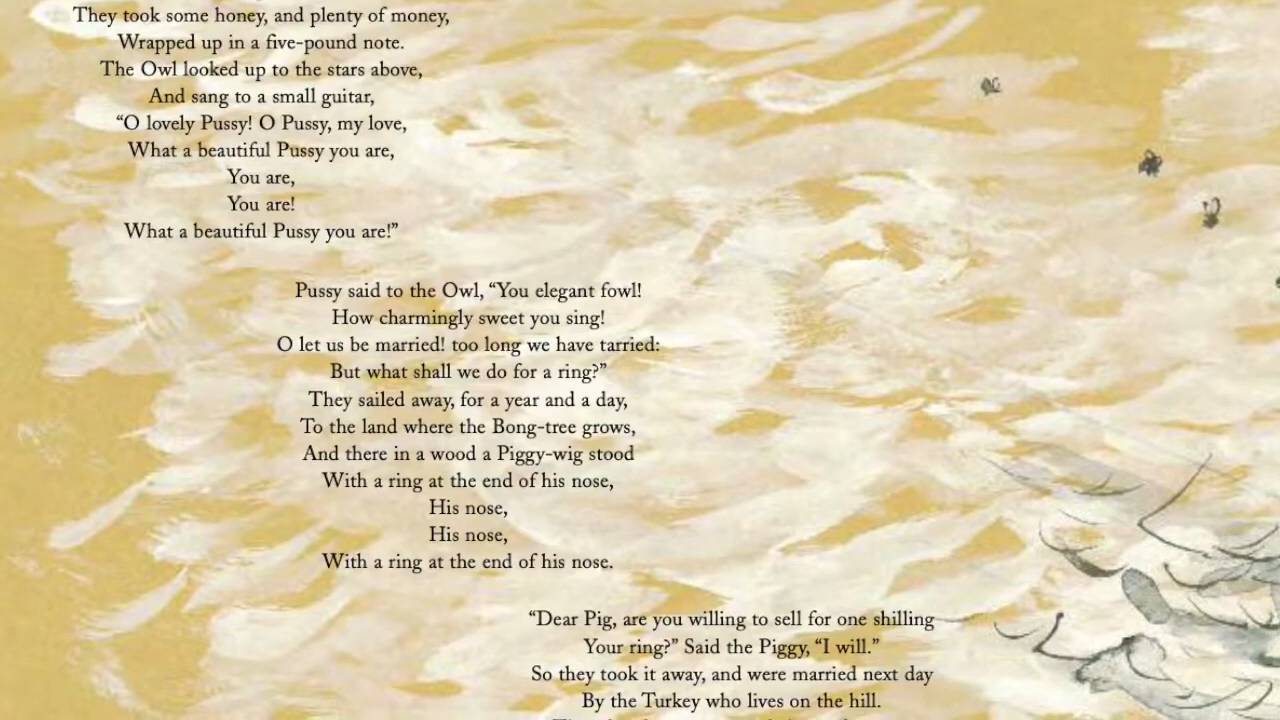 They took some honey, and plenty of money,
Wrapped up in a five-pound note.
The Owl looked up to the stars above,
And sang to a small guitar,
“O lovely Pussy! O Pussy, my love,
What a beautiful Pussy you are,
You are,
You are!
What a beautiful Pussy you are!”
Pussy said to the Owl, “You elegant fowl!
How charmingly sweet you sing!
O let us be married! too long we have tarried:
But what shall we do for a ring?”
They sailed away, for a year and a day,
To the land where the Bong-tree grows,
And there in a wood a Piggy-wig stood
With a ring at the end of his nose,
His nose,
His nose,
With a ring at the end of his nose.
“Dear Pig, are you willing to sell for one shilling
Your ring?” Said the Piggy, “I will.”
So they took it away, and were married next day
By the Turkey who lives on the hill.